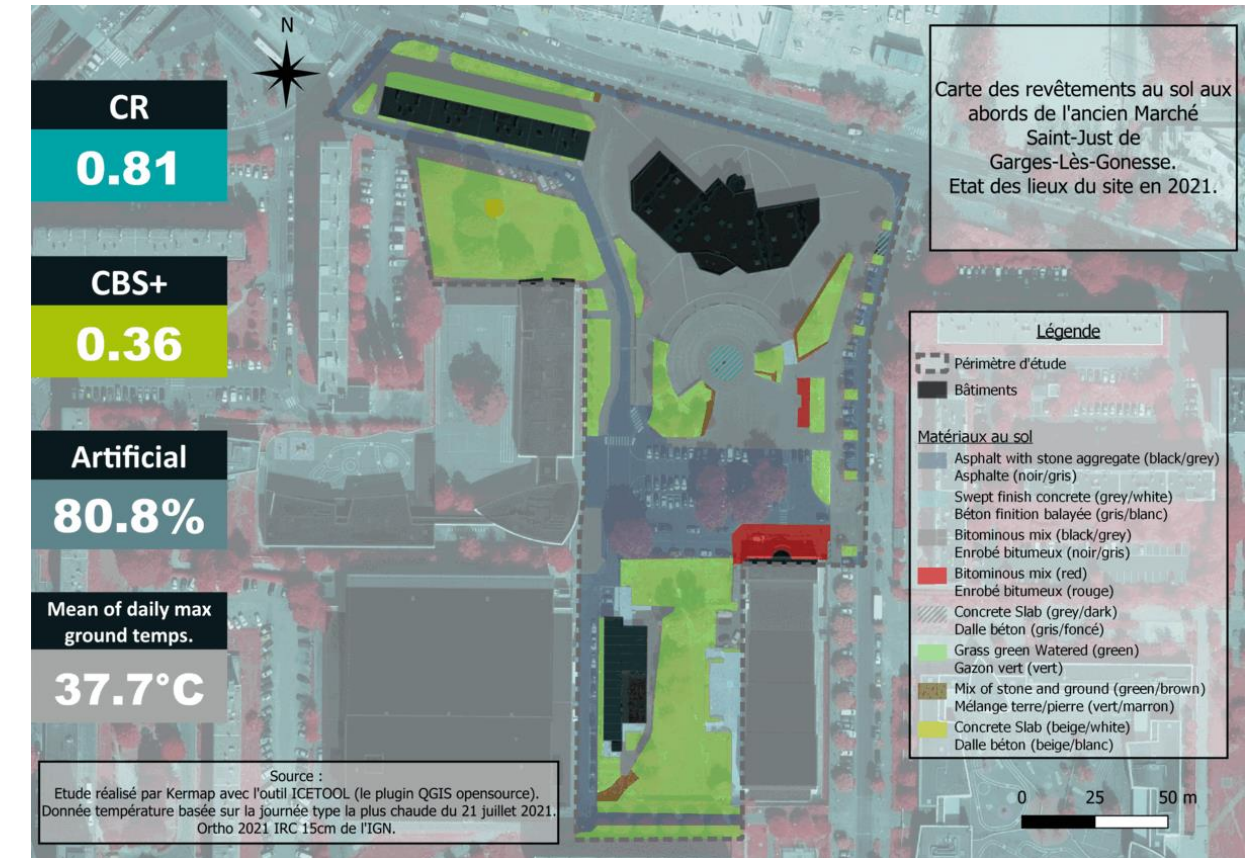 N
CR
0.81
CBS+
0.36
Artificial
80.8%
Mean of daily max
ground temps.
37.7°C
Carte des revêtements au sol aux
abords de l'ancien Marché
Saint-Just de
Garges-Lès-Gonesse.
Etat des lieux du site en 2021.
Légende
Périmètre d'étude
Bâtiments
Matériaux au sol
Asphalt with stone aggregate (black/grey)
Asphalte (noir/gris)
Swept finish concrete (grey/white)
Béton finition balayée (gris/blanc)
Bitominous mix (black/grey)
Enrobé bitumeux (noir/gris)
Bitominous mix (red)
Enrobé bitumeux (rouge)
Concrete Slab (grey/dark)
Dalle béton (gris/foncé)
Grass green Watered (green)
Gazon vert (vert)
Mix of stone and ground (green/brown)
Mélange terre/pierre (vert/marron)
Concrete Slab (beige/white)
Dalle béton (beige/blanc)
0 25 50 m
Source :
Etude réalisé par Kermap avec l'outil ICETOOL (le plugin QGIS opensource).
Donnée température basée sur la journée type la plus chaude du 21 juillet 2021.
Ortho 2021 IRC 15cm de l'IGN.